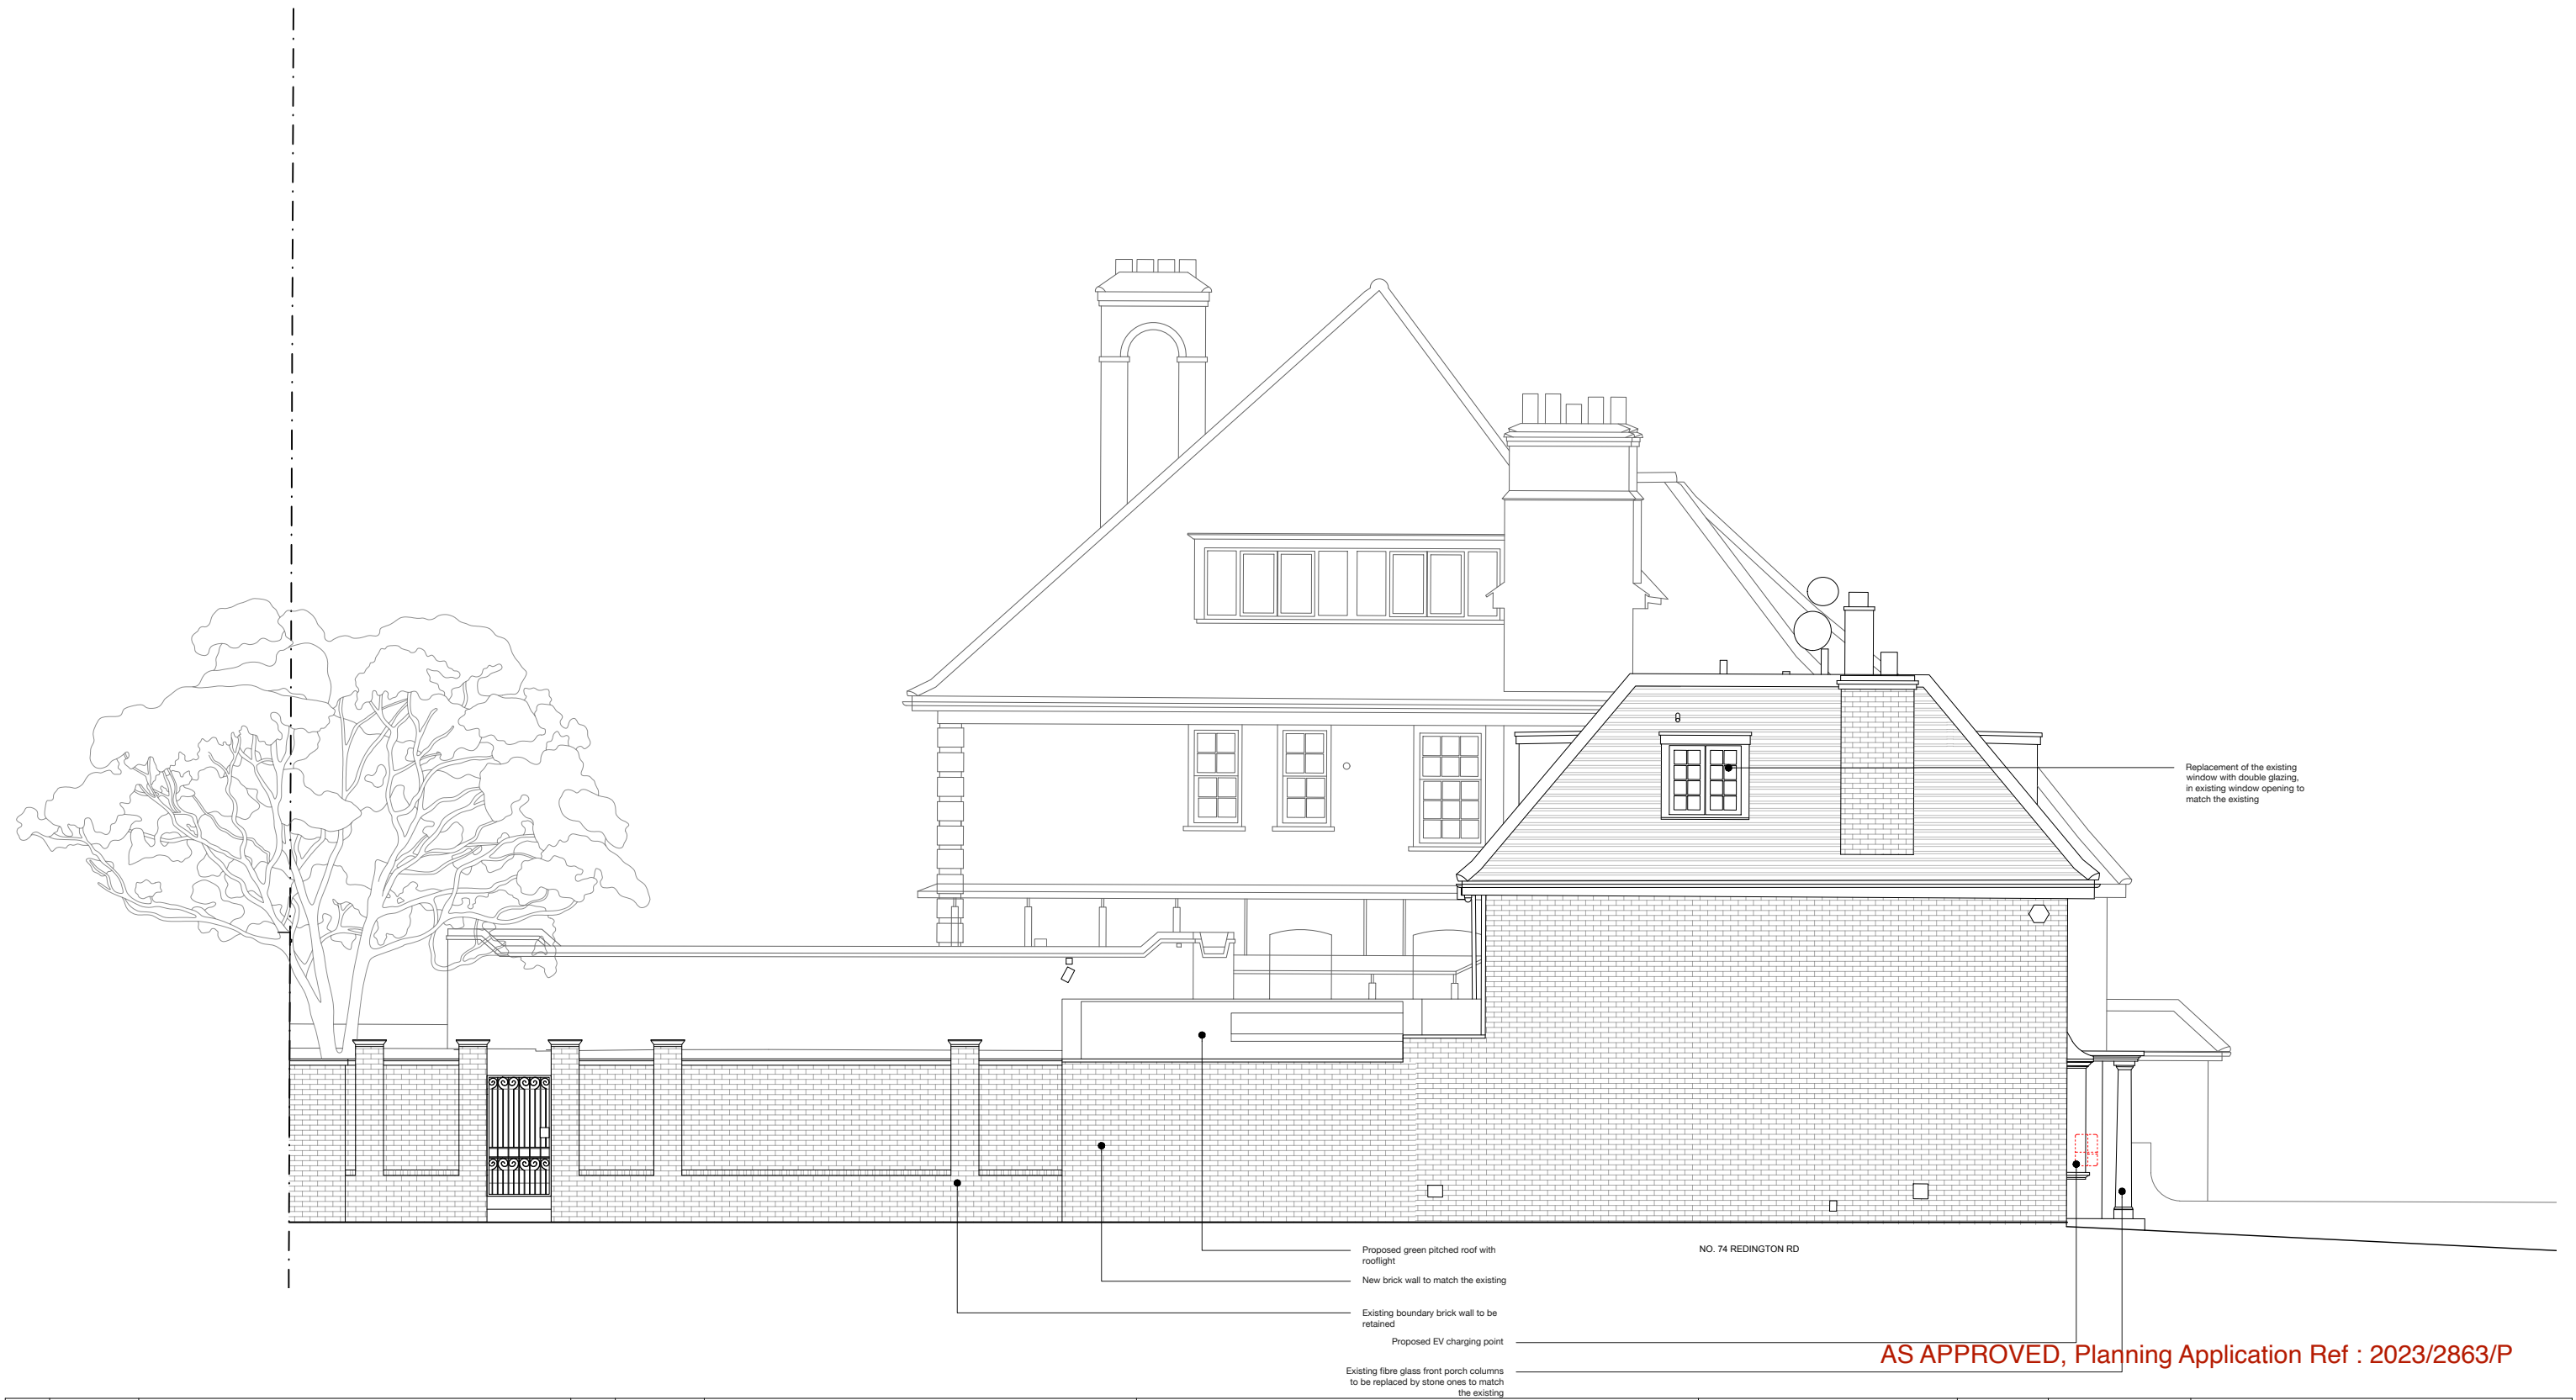 Replacement of the existing
window with double glazing,
in existing window opening to
match the existing
Proposed green pitched roof with
rooflight
NO. 74 REDINGTON RD
New brick wall to match the existing
Existing boundary brick wall to be
retained
Proposed EV charging point
AS APPROVED, Planning Application Ref : 2023/2863/P
Existing fibre glass front porch columns
to be replaced by stone ones to match
the existing